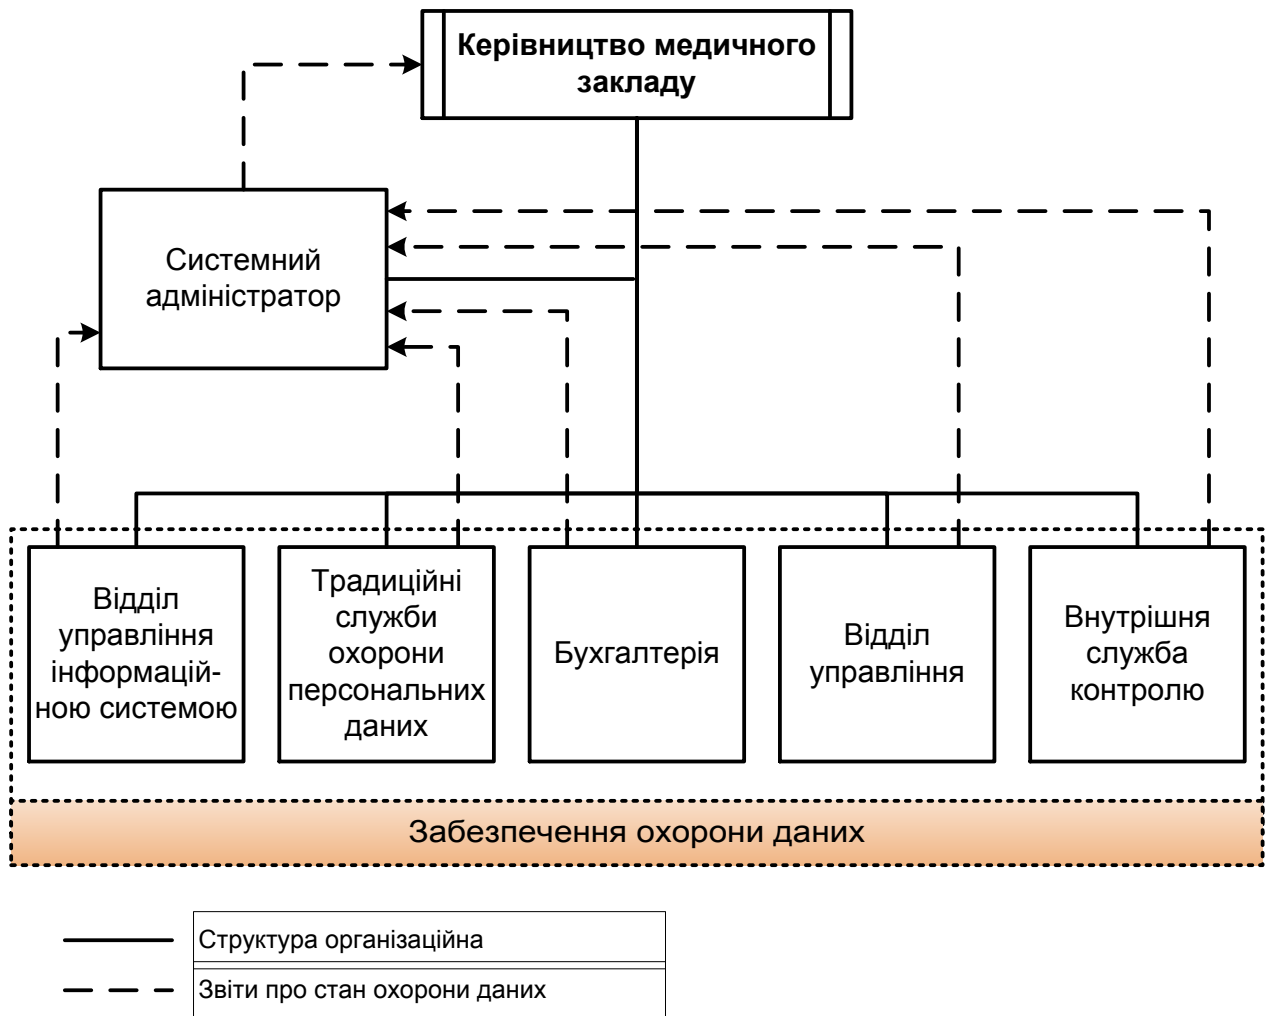 Керівництво медичного
закладу
Системний
адміністратор
Відділ
управління
інформацій-
ною системою
Традиційні
служби
охорони
персональних
даних
Бухгалтерія
Відділ
управління
Внутрішня
служба
контролю
Забезпечення охорони даних
Структура організаційна
Звіти про стан охорони даних